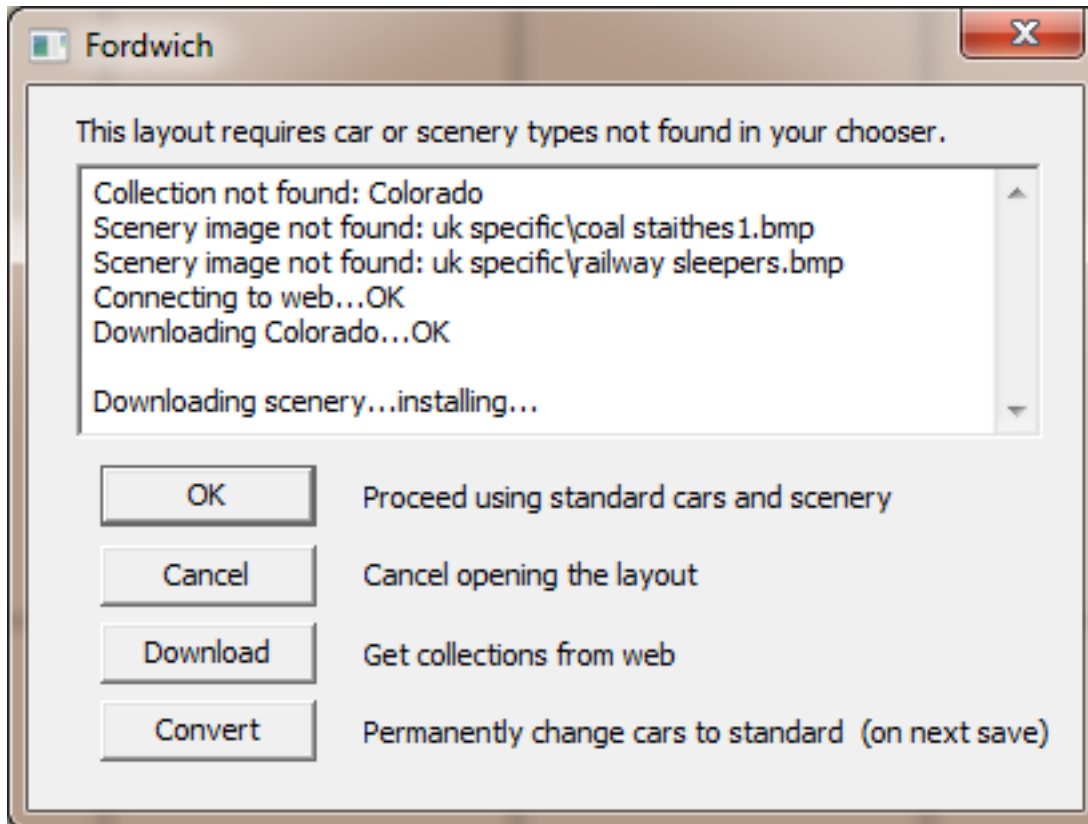 Fordwich
This layout requires car or scenery types not found in your chooser.
Collection not found: Colorado
Scenery image not found: uk specific\coal staithes1.bmp
Scenery image not found: uk specific\railway sleepers.bmp
Connecting to web...OK
Downloading Colorado...OK
Downloading scenery...installing...
OK Proceed using standard cars and scenery
Cancel Cancel opening the layout
Download Get collections from web
Convert Permanently change cars to standard  (on next save)